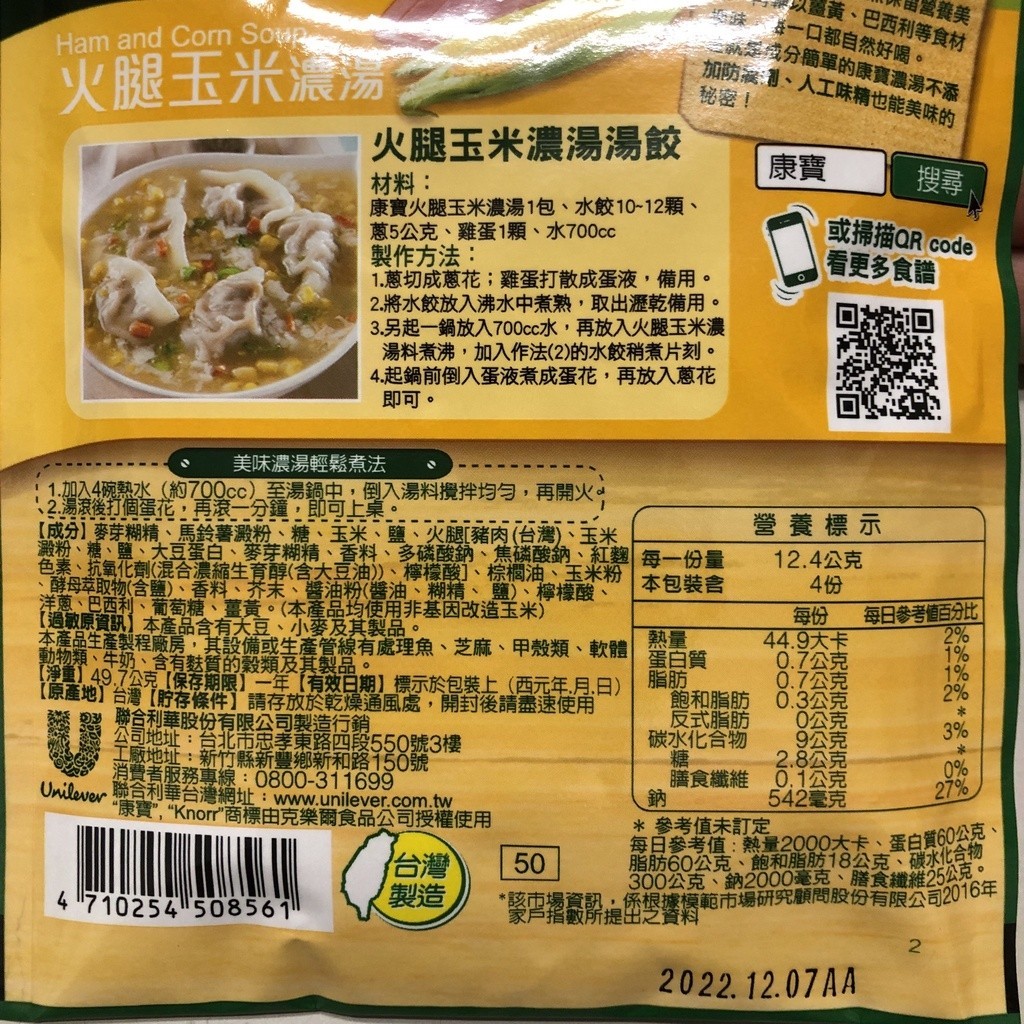 Ham and Corn Soup
火腿玉米濃湯
以薑黃、巴西利等食材
一口都自然好喝。
成分簡單的康寶濃湯不添
加防腐劑、人工味精也能美味的
秘密！
康寶
搜尋
或掃描QR code
看更多食譜
火腿玉米濃湯湯餃
材料：
康寶火腿玉米濃湯1包、水餃10~12顆、
蔥5公克、雞蛋1顆、水700cc
製作方法：
1.蔥切成蔥花；雞蛋打散成蛋液，備用。
2.將水餃放入沸水中煮熟，取出瀝乾備用。
3.另起一鍋放入700cc水，再放入火腿玉米濃
湯料煮沸，加入作法(2)的水餃稍煮片刻。
4.起鍋前倒入蛋液煮成蛋花，再放入蔥花
即可。
美味濃湯輕鬆煮法
1.加入4碗熱水（約700cc）至湯鍋中，倒入湯料攪拌均勻，再開火。
2.湯滾後打個蛋花，再滾一分鐘，即可上桌。
【成分】麥芽糊精、馬鈴薯澱粉、糖、玉米、鹽、火腿[豬肉(台灣)、玉米
澱粉、糖、鹽、大豆蛋白、麥芽糊精、香料、多磷酸鈉、焦磷酸鈉、紅麴
色素、抗氧化劑(混合濃縮生育醇(含大豆油))、檸檬酸]、棕櫚油、玉米粉
、酵母萃取物(含鹽)、香料、芥末、醬油粉(醬油、糊精、鹽)、檸檬酸、
洋蔥、巴西利、葡萄糖、薑黃。(本產品均使用非基因改造玉米)
【過敏原資訊】本產品含有大豆、小麥及其製品。
本產品生產製程廠房，其設備或生產管線有處理魚、芝麻、甲殼類、軟體
動物類、牛奶、含有麩質的穀類及其製品。
【淨重】49.7公克【保存期限】一年【有效日期】標示於包裝上（西元年.月.日）
【原產地】台灣【貯存條件】請存放於乾燥通風處，開封後請盡速使用
Unilever
聯合利華股份有限公司製造行銷
公司地址：台北市忠孝東路四段550號3樓
工廠地址：新竹縣新豐鄉新和路150號
消費者服務專線：0800-311699
聯合利華台灣網址：www.unilever.com.tw
“康寶”, “Knorr”商標由克樂爾食品公司授權使用
營養標示
每一份量 12.4公克
本包裝含 4份
每份 每日參考值百分比
熱量 44.9大卡 2%
蛋白質 0.7公克 1%
脂肪 0.7公克 1%
飽和脂肪 0.3公克 2%
反式脂肪 0公克 *
碳水化合物 9公克 3%
糖 2.8公克 *
膳食纖維 0.1公克 0%
鈉 542毫克 27%
＊ 參考值未訂定
每日參考值：熱量2000大卡、蛋白質60公克、
脂肪60公克、飽和脂肪18公克、碳水化合物
300公克、鈉2000毫克、膳食纖維25公克。
*該市場資訊，係根據模範市場研究顧問股份有限公司2016年
家戶指數所提出之資料
4 710254 508561
台灣
製造
50
2
2022.12.07AA